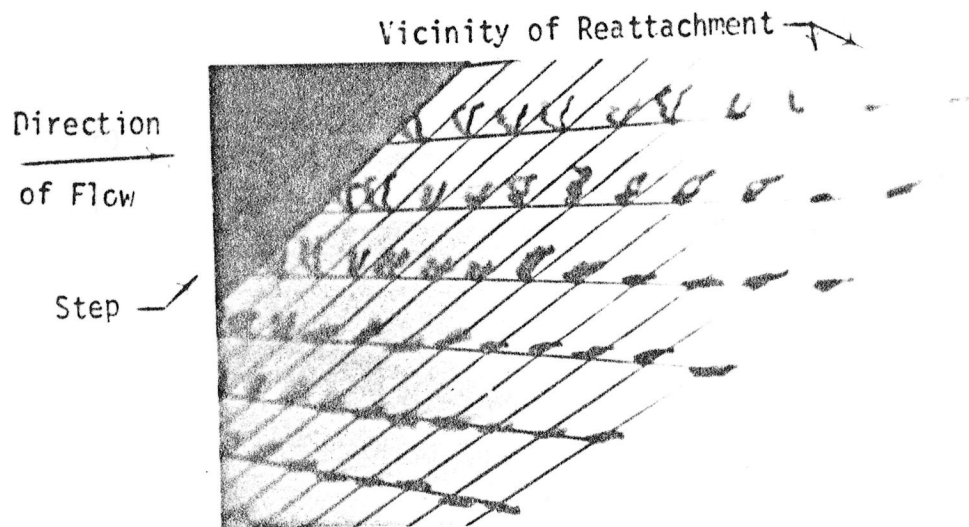 Vicinity of Reattachment
Direction
of Flow
Step